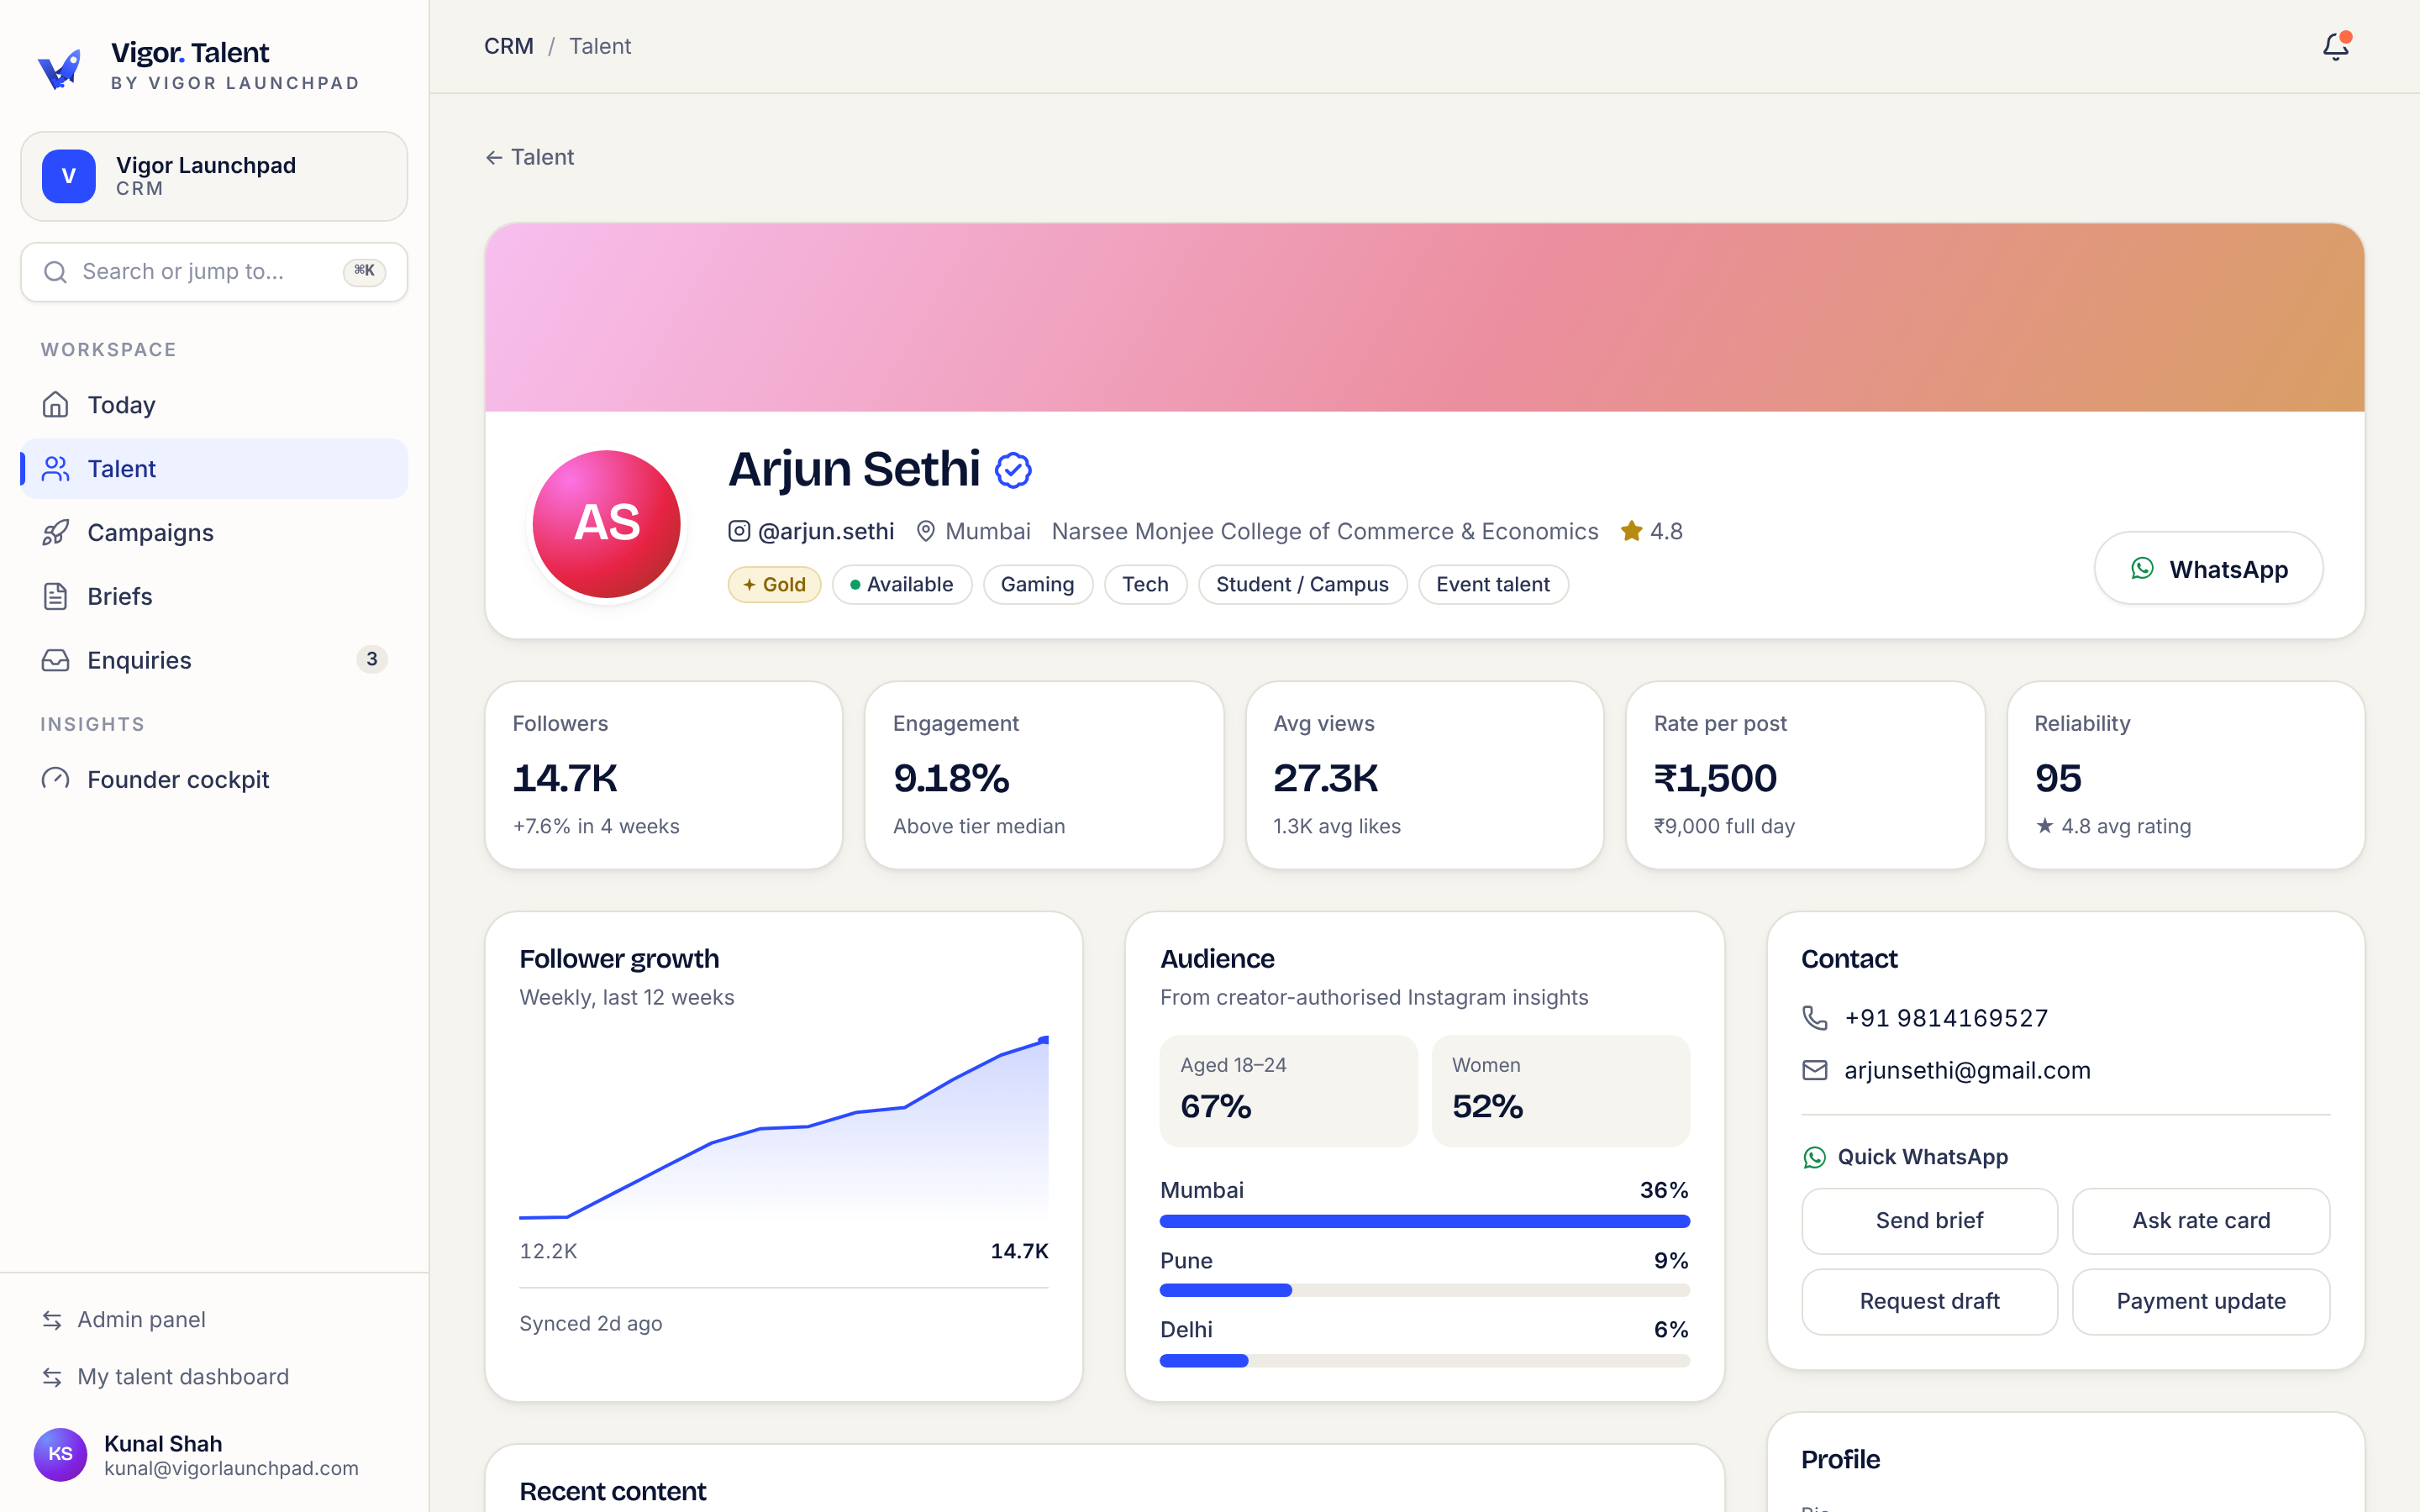 Vigor. Talent
BY VIGOR LAUNCHPAD
V
Vigor Launchpad
CRM
Search or jump to...
⌘K
WORKSPACE
Today
Talent
Campaigns
Briefs
Enquiries
3
INSIGHTS
Founder cockpit
Admin panel
My talent dashboard
KS
Kunal Shah
kunal@vigorlaunchpad.com
CRM / Talent
← Talent
AS
Arjun Sethi
@arjun.sethi Mumbai Narsee Monjee College of Commerce & Economics ★ 4.8
Gold Available Gaming Tech Student / Campus Event talent
WhatsApp
Followers
14.7K
+7.6% in 4 weeks
Engagement
9.18%
Above tier median
Avg views
27.3K
1.3K avg likes
Rate per post
₹1,500
₹9,000 full day
Reliability
95
★ 4.8 avg rating
Follower growth
Weekly, last 12 weeks
12.2K 14.7K
Synced 2d ago
Audience
From creator-authorised Instagram insights
Aged 18–24
67%
Women
52%
Mumbai 36%
Pune 9%
Delhi 6%
Contact
+91 9814169527
arjunsethi@gmail.com
Quick WhatsApp
Send brief
Ask rate card
Request draft
Payment update
Recent content
Profile